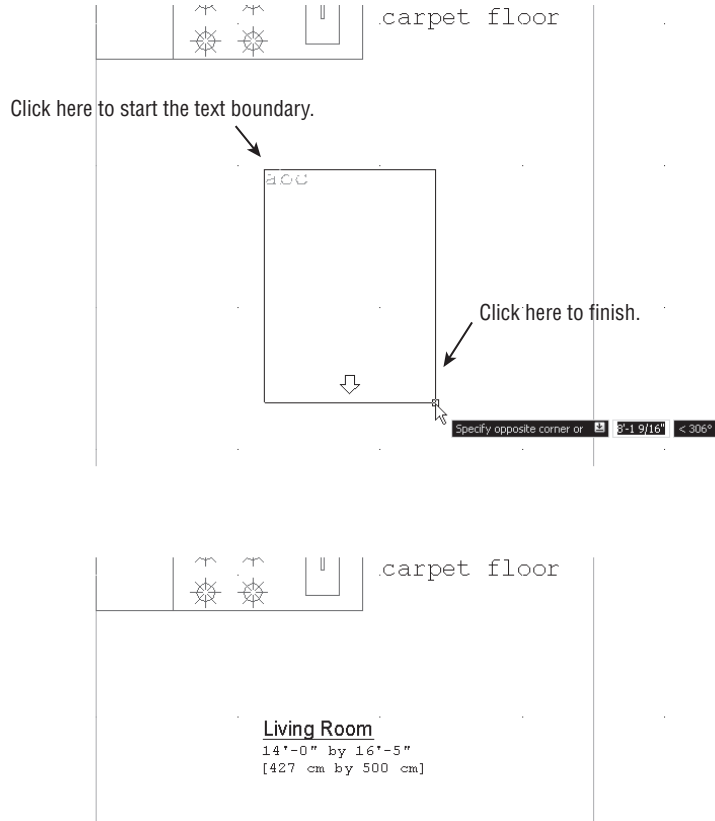 carpet floor
Click here to start the text boundary.
abc
Click here to finish.
Specify opposite corner or 8'-1 9/16" < 306°
carpet floor
Living Room
14'-0" by 16'-5"
[427 cm by 500 cm]